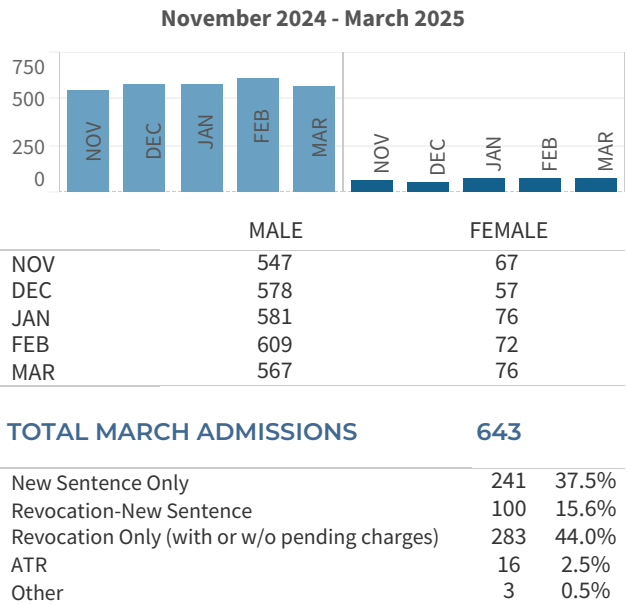 November 2024 - March 2025
750
500
250
0
NOV
DEC
JAN
FEB
MAR
NOV
DEC
JAN
FEB
MAR
MALE FEMALE
NOV 547 67
DEC 578 57
JAN 581 76
FEB 609 72
MAR 567 76
TOTAL MARCH ADMISSIONS 643
New Sentence Only 241 37.5%
Revocation-New Sentence 100 15.6%
Revocation Only (with or w/o pending charges) 283 44.0%
ATR 16 2.5%
Other 3 0.5%